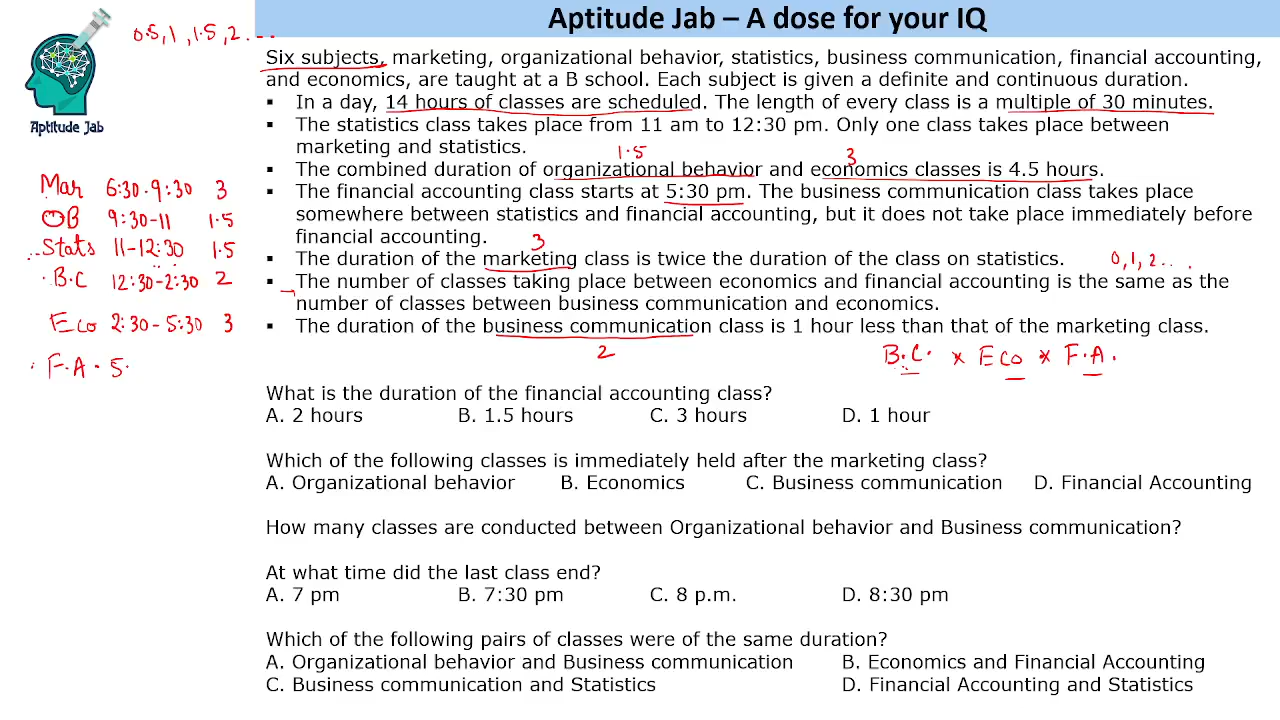 Aptitude Jab – A dose for your IQ
0.5, 1, 1.5, 2 ....
Aptitude Jab
Six subjects, marketing, organizational behavior, statistics, business communication, financial accounting,
and economics, are taught at a B school. Each subject is given a definite and continuous duration.
▪ In a day, 14 hours of classes are scheduled. The length of every class is a multiple of 30 minutes.
▪ The statistics class takes place from 11 am to 12:30 pm. Only one class takes place between
marketing and statistics.
1.5 3
▪ The combined duration of organizational behavior and economics classes is 4.5 hours.
▪ The financial accounting class starts at 5:30 pm. The business communication class takes place
somewhere between statistics and financial accounting, but it does not take place immediately before
financial accounting.
3
▪ The duration of the marketing class is twice the duration of the class on statistics.
0, 1, 2 ...
▪ The number of classes taking place between economics and financial accounting is the same as the
number of classes between business communication and economics.
▪ The duration of the business communication class is 1 hour less than that of the marketing class.
2
B.C. × Eco × F.A.
Mar 6:30-9:30 3
OB 9:30-11 1.5
Stats 11-12:30 1.5
B.C 12:30-2:30 2
Eco 2:30-5:30 3
F.A. 5.
What is the duration of the financial accounting class?
A. 2 hours B. 1.5 hours C. 3 hours D. 1 hour
Which of the following classes is immediately held after the marketing class?
A. Organizational behavior B. Economics C. Business communication D. Financial Accounting
How many classes are conducted between Organizational behavior and Business communication?
At what time did the last class end?
A. 7 pm B. 7:30 pm C. 8 p.m. D. 8:30 pm
Which of the following pairs of classes were of the same duration?
A. Organizational behavior and Business communication B. Economics and Financial Accounting
C. Business communication and Statistics D. Financial Accounting and Statistics